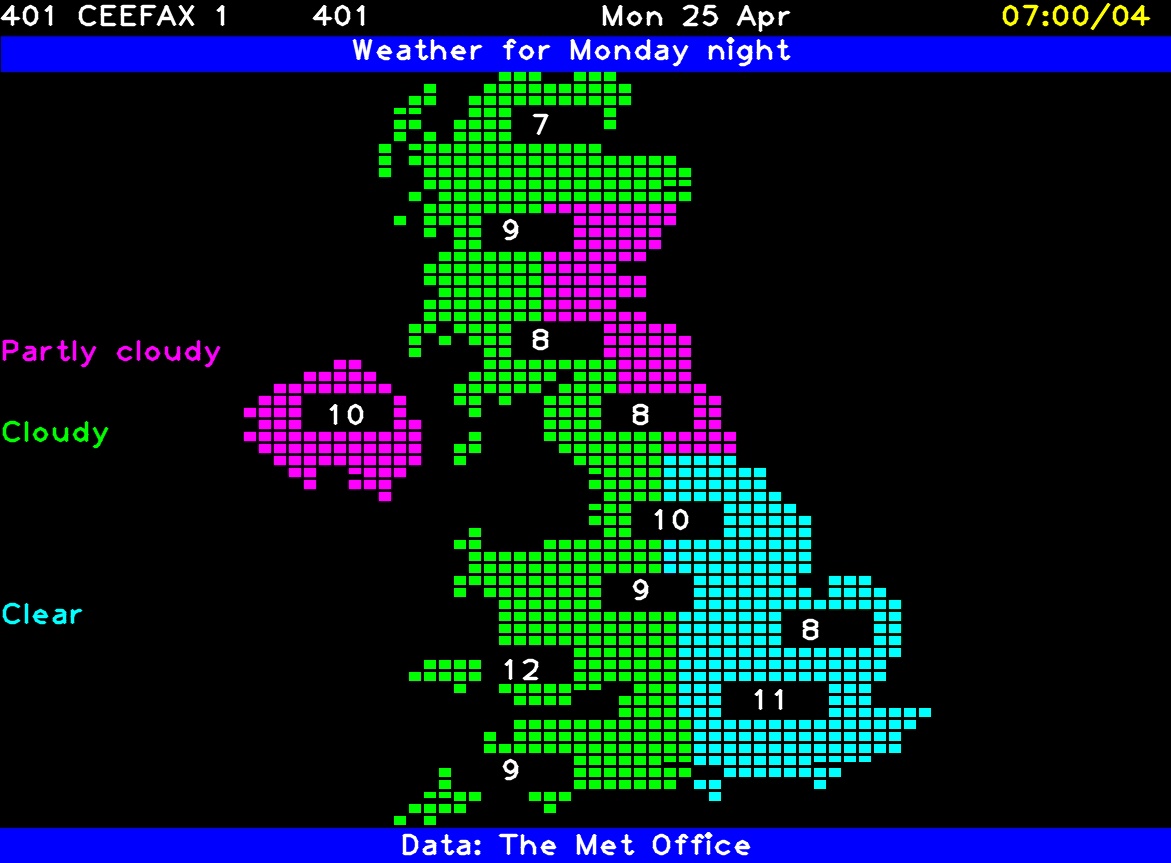 401 CEEFAX 1 401 Mon 25 Apr 07:00/04
Weather for Monday night
7
9
8
Partly cloudy
10 8
Cloudy
10
9
Clear
8
12
11
9
Data: The Met Office